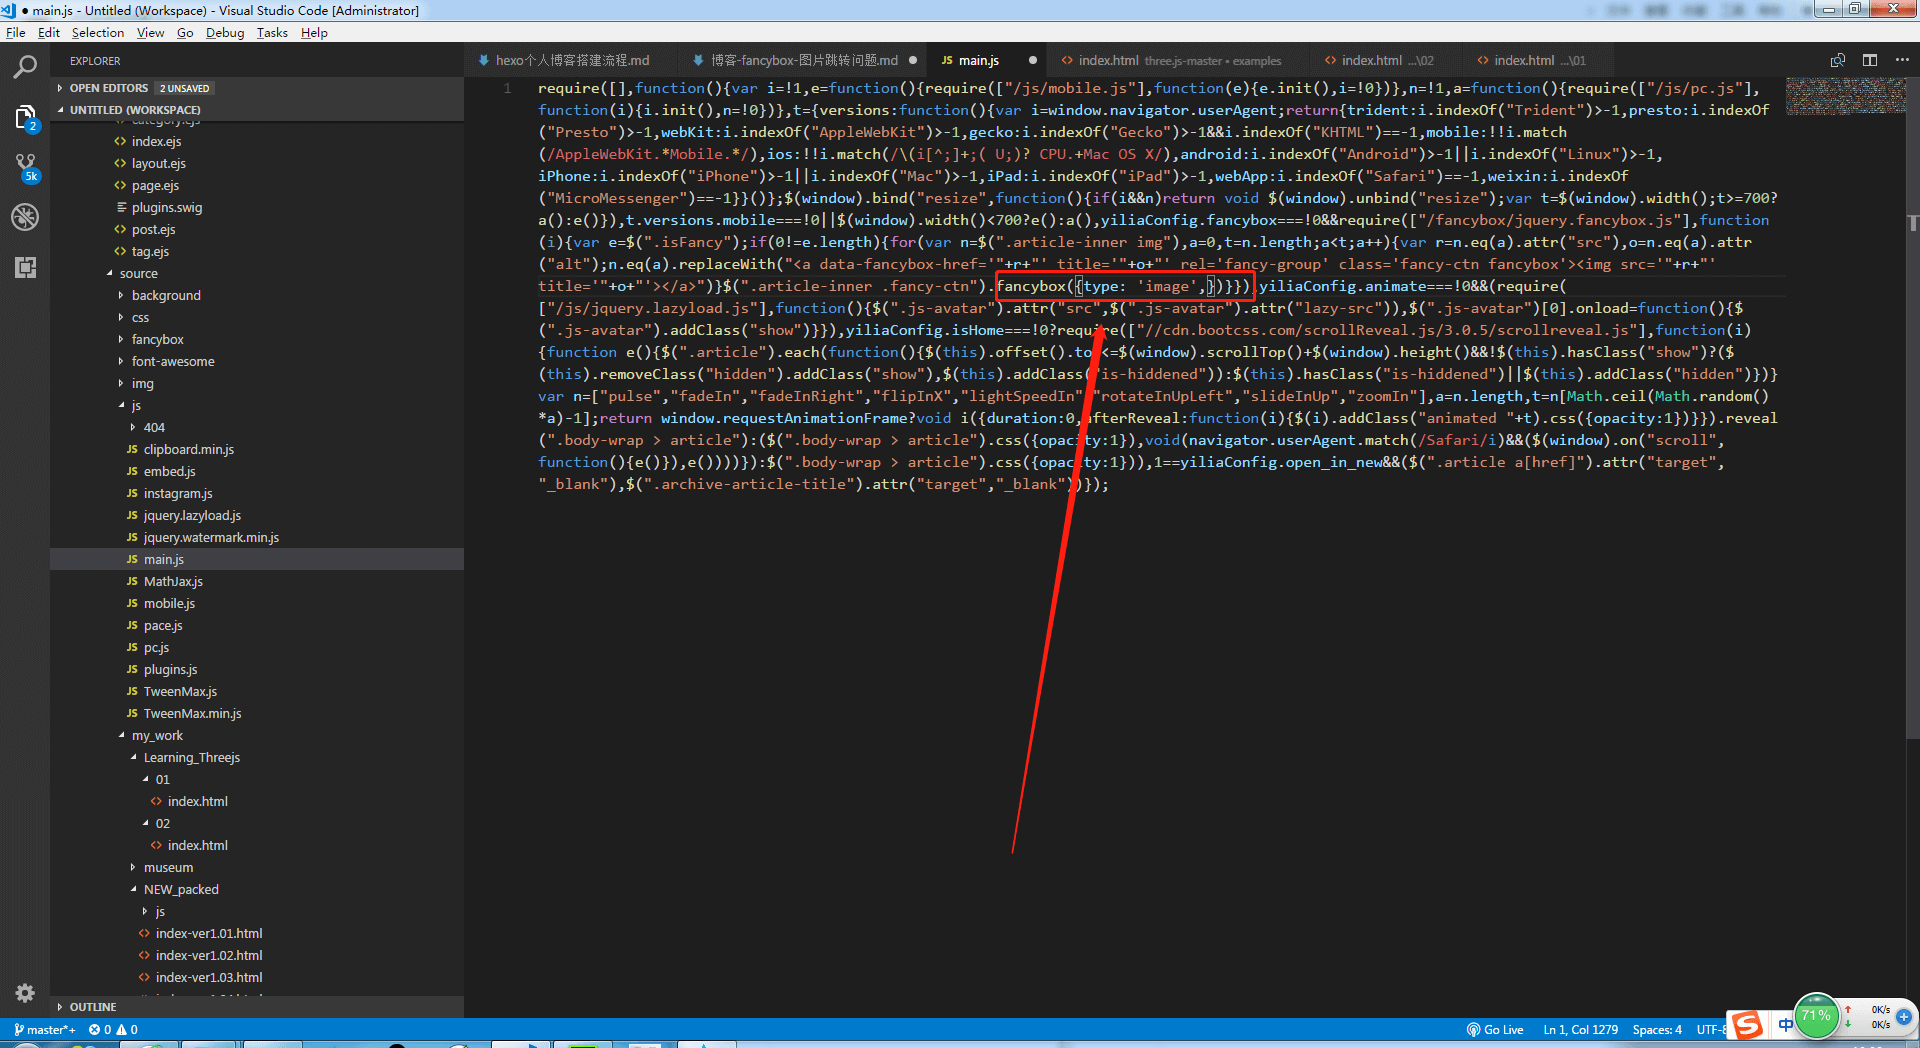 ● main.js - Untitled (Workspace) - Visual Studio Code [Administrator]
File Edit Selection View Go Debug Tasks Help
EXPLORER
OPEN EDITORS 2 UNSAVED
UNTITLED (WORKSPACE)
index.ejs
layout.ejs
page.ejs
plugins.swig
post.ejs
tag.ejs
source
background
css
fancybox
font-awesome
img
js
404
JS clipboard.min.js
JS embed.js
JS instagram.js
JS jquery.lazyload.js
JS jquery.watermark.min.js
JS main.js
JS MathJax.js
JS mobile.js
JS pace.js
JS pc.js
JS plugins.js
JS TweenMax.js
JS TweenMax.min.js
my_work
Learning_Threejs
01
index.html
02
index.html
museum
NEW_packed
js
index-ver1.01.html
index-ver1.02.html
index-ver1.03.html
OUTLINE
2
5k
hexo个人博客搭建流程.md 博客-fancybox-图片跳转问题.md ● JS main.js ● index.html three.js-master • examples index.html ...\02 index.html ...\01
1 require([],function(){var i=!1,e=function(){require(["/js/mobile.js"],function(e){e.init(),i=!0})},n=!1,a=function(){require(["/js/pc.js"],
function(i){i.init(),n=!0})},t={versions:function(){var i=window.navigator.userAgent;return{trident:i.indexOf("Trident")>-1,presto:i.indexOf
("Presto")>-1,webKit:i.indexOf("AppleWebKit")>-1,gecko:i.indexOf("Gecko")>-1&&i.indexOf("KHTML")==-1,mobile:!!i.match
(/AppleWebKit.*Mobile.*/),ios:!!i.match(/\(i[^;]+;( U;)? CPU.+Mac OS X/),android:i.indexOf("Android")>-1||i.indexOf("Linux")>-1,
iPhone:i.indexOf("iPhone")>-1||i.indexOf("Mac")>-1,iPad:i.indexOf("iPad")>-1,webApp:i.indexOf("Safari")==-1,weixin:i.indexOf
("MicroMessenger")==-1}}()};$(window).bind("resize",function(){if(i&&n)return void $(window).unbind("resize");var t=$(window).width();t>=700?
a():e()}),t.versions.mobile===!0||$(window).width()<700?e():a(),yiliaConfig.fancybox===!0&&require(["/fancybox/jquery.fancybox.js"],function
(i){var e=$(".isFancy");if(0!=e.length){for(var n=$(".article-inner img"),a=0,t=n.length;a<t;a++){var r=n.eq(a).attr("src"),o=n.eq(a).attr
("alt");n.eq(a).replaceWith("<a data-fancybox-href='"+r+"' title='"+o+"' rel='fancy-group' class='fancy-ctn fancybox'><img src='"+r+"'
title='"+o+"'></a>")}$(".article-inner .fancy-ctn").fancybox({type: 'image',})}}),yiliaConfig.animate===!0&&(require(
["/js/jquery.lazyload.js"],function(){$(".js-avatar").attr("src",$(".js-avatar").attr("lazy-src")),$(".js-avatar")[0].onload=function(){$
(".js-avatar").addClass("show")}}),yiliaConfig.isHome===!0?require(["//cdn.bootcss.com/scrollReveal.js/3.0.5/scrollreveal.js"],function(i)
{function e(){$(".article").each(function(){$(this).offset().to<=$(window).scrollTop()+$(window).height()&&!$(this).hasClass("show")?($
(this).removeClass("hidden").addClass("show"),$(this).addClass("is-hiddened")):$(this).hasClass("is-hiddened")||$(this).addClass("hidden")})}
var n=["pulse","fadeIn","fadeInRight","flipInX","lightSpeedIn","rotateInUpLeft","slideInUp","zoomIn"],a=n.length,t=n[Math.ceil(Math.random()
*a)-1];return window.requestAnimationFrame?void i({duration:0,afterReveal:function(i){$(i).addClass("animated "+t).css({opacity:1})}}).reveal
(".body-wrap > article"):($(".body-wrap > article").css({opacity:1}),void(navigator.userAgent.match(/Safari/i)&&($(window).on("scroll",
function(){e()}),e())))}):$(".body-wrap > article").css({opacity:1})),1==yiliaConfig.open_in_new&&($(".article a[href]").attr("target",
"_blank"),$(".archive-article-title").attr("target","_blank"))});
master*+ 0 0 Go Live Ln 1, Col 1279 Spaces: 4 UTF-8
中
71%
0K/s
0K/s